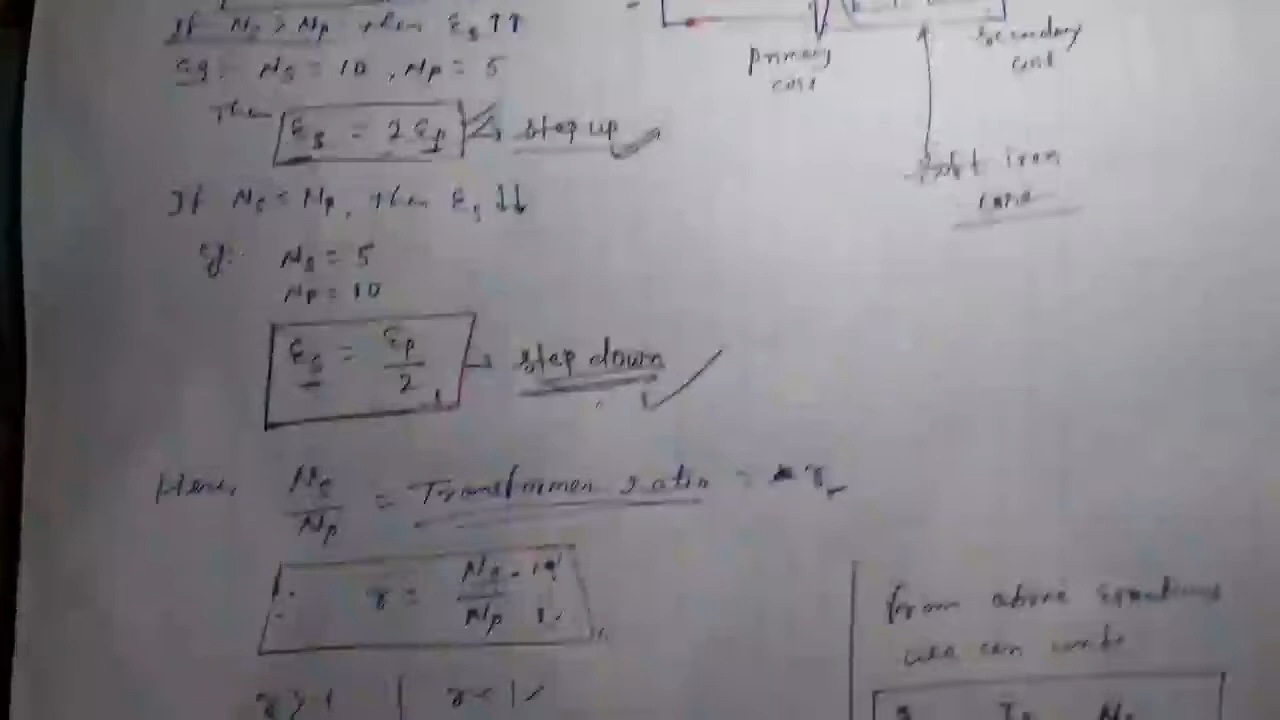 If Ns > Np then Es ↑↑
Eg:- Ns = 10, Np = 5
Then Es = 2Ep → step up
If Ns < Np, then Es ↓↓
Eg:- Ns = 5
Np = 10
Es = Ep/2 → step down
Here, Ns/Np = Transformer ratio = r
r = Ns/Np
r > 1 | r < 1
primary
secondary
soft iron
core
from above equations
we can write